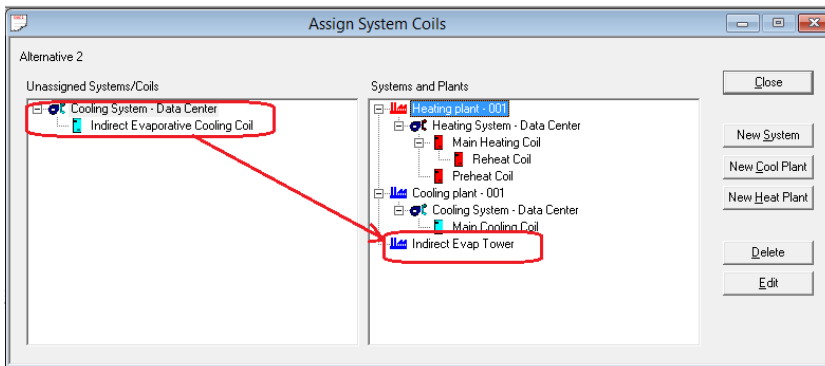 Assign System Coils
Alternative 2
Unassigned Systems/Coils
Cooling System - Data Center
Indirect Evaporative Cooling Coil
Systems and Plants
Heating plant - 001
Heating System - Data Center
Main Heating Coil
Reheat Coil
Preheat Coil
Cooling plant - 001
Cooling System - Data Center
Main Cooling Coil
Indirect Evap Tower
Close
New System
New Cool Plant
New Heat Plant
Delete
Edit